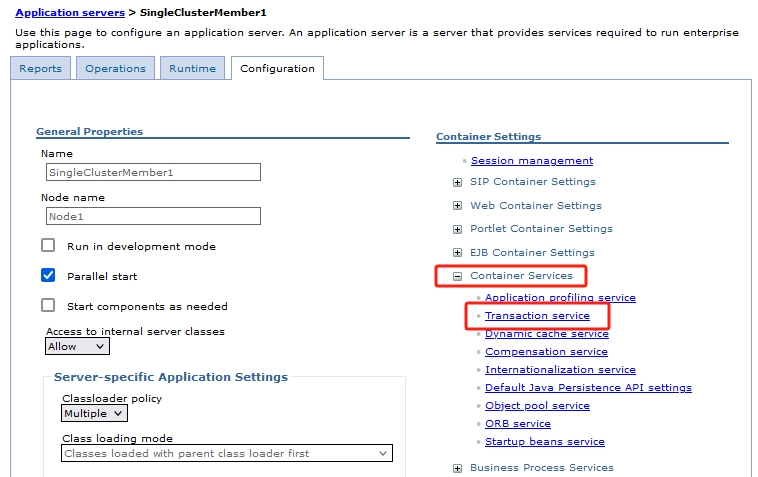 Application servers > SingleClusterMember1
Use this page to configure an application server. An application server is a server that provides services required to run enterprise
applications.
Reports
Operations
Runtime
Configuration
General Properties
Name
SingleClusterMember1
Node name
Node1
Run in development mode
Parallel start
Start components as needed
Access to internal server classes
Allow
Server-specific Application Settings
Classloader policy
Multiple
Class loading mode
Classes loaded with parent class loader first
Container Settings
Session management
SIP Container Settings
Web Container Settings
Portlet Container Settings
EJB Container Settings
Container Services
Application profiling service
Transaction service
Dynamic cache service
Compensation service
Internationalization service
Default Java Persistence API settings
Object pool service
ORB service
Startup beans service
Business Process Services